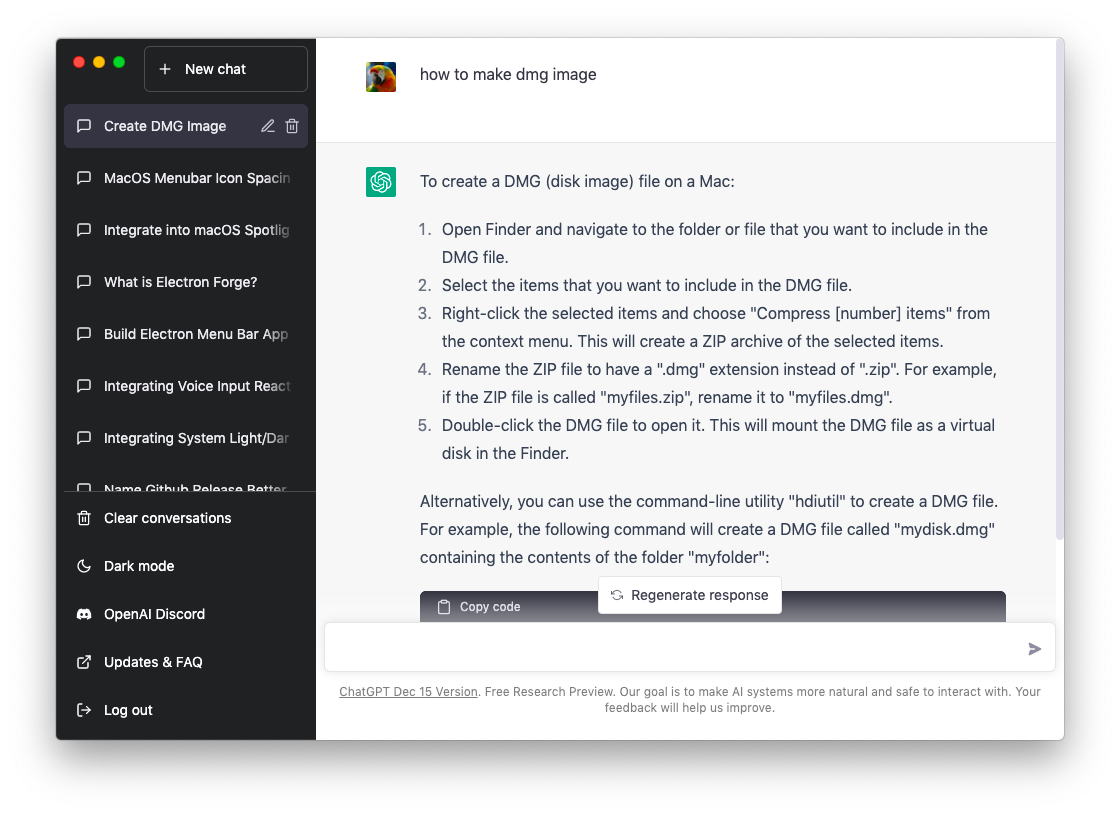 New chat
Create DMG Image
MacOS Menubar Icon Spacin
Integrate into macOS Spotlig
What is Electron Forge?
Build Electron Menu Bar App
Integrating Voice Input React
Integrating System Light/Dar
Name Github Release Better
Clear conversations
Dark mode
OpenAI Discord
Updates & FAQ
Log out
how to make dmg image
To create a DMG (disk image) file on a Mac:
1. Open Finder and navigate to the folder or file that you want to include in the
DMG file.
2. Select the items that you want to include in the DMG file.
3. Right-click the selected items and choose "Compress [number] items" from
the context menu. This will create a ZIP archive of the selected items.
4. Rename the ZIP file to have a ".dmg" extension instead of ".zip". For example,
if the ZIP file is called "myfiles.zip", rename it to "myfiles.dmg".
5. Double-click the DMG file to open it. This will mount the DMG file as a virtual
disk in the Finder.
Alternatively, you can use the command-line utility "hdiutil" to create a DMG file.
For example, the following command will create a DMG file called "mydisk.dmg"
containing the contents of the folder "myfolder":
Copy code
Regenerate response
ChatGPT Dec 15 Version. Free Research Preview. Our goal is to make AI systems more natural and safe to interact with. Your
feedback will help us improve.